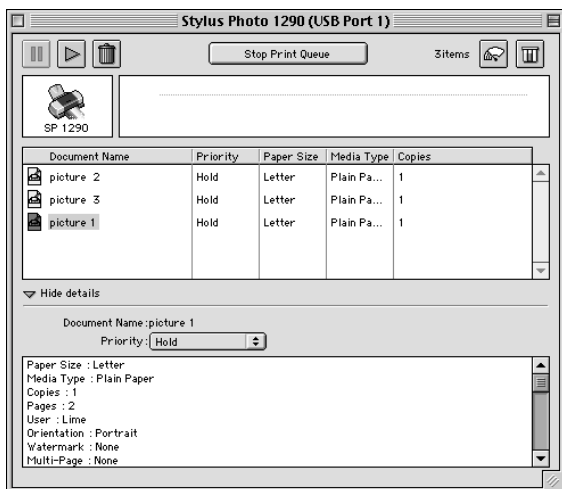 Stylus Photo 1290 (USB Port 1)
Stop Print Queue
3items
SP 1290
Document Name Priority Paper Size Media Type Copies
picture 2 Hold Letter Plain Pa... 1
picture 3 Hold Letter Plain Pa... 1
picture 1 Hold Letter Plain Pa... 1
Hide details
Document Name :picture 1
Priority : Hold
Paper Size : Letter
Media Type : Plain Paper
Copies : 1
Pages : 2
User : Lime
Orientation : Portrait
Watermark : None
Multi-Page : None